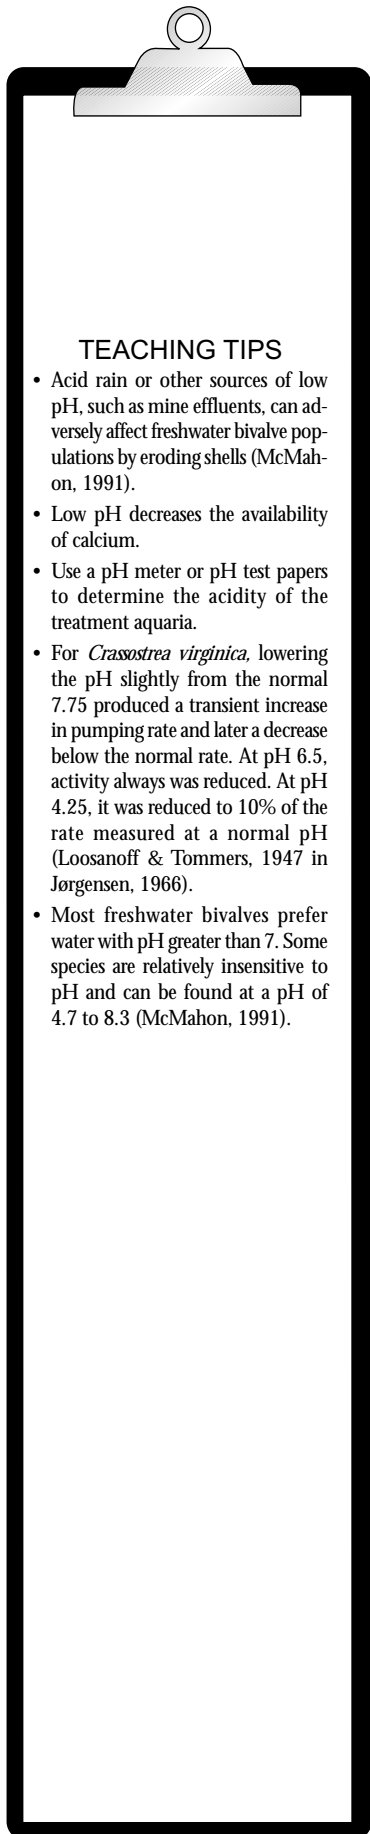 TEACHING TIPS
• Acid rain or other sources of low
pH, such as mine effluents, can ad-
versely affect freshwater bivalve pop-
ulations by eroding shells (McMah-
on, 1991).
• Low pH decreases the availability
of calcium.
• Use a pH meter or pH test papers
to determine the acidity of the
treatment aquaria.
• For Crassostrea virginica, lowering
the pH slightly from the normal
7.75 produced a transient increase
in pumping rate and later a decrease
below the normal rate. At pH 6.5,
activity always was reduced. At pH
4.25, it was reduced to 10% of the
rate measured at a normal pH
(Loosanoff & Tommers, 1947 in
Jørgensen, 1966).
• Most freshwater bivalves prefer
water with pH greater than 7. Some
species are relatively insensitive to
pH and can be found at a pH of
4.7 to 8.3 (McMahon, 1991).